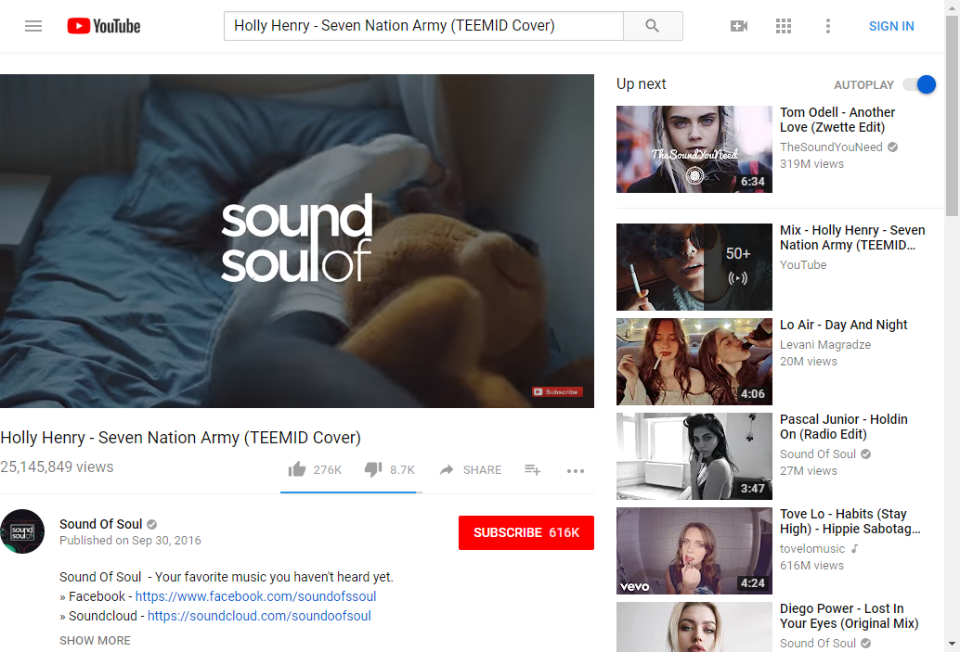 YouTube
Holly Henry - Seven Nation Army (TEEMID Cover)
SIGN IN
sound
soulof
Subscribe
Holly Henry - Seven Nation Army (TEEMID Cover)
25,145,849 views
276K
8.7K
SHARE
sound
soulof
Sound Of Soul
Published on Sep 30, 2016
SUBSCRIBE 616K
Sound Of Soul - Your favorite music you haven't heard yet.
» Facebook - https://www.facebook.com/soundofssoul
» Soundcloud - https://soundcloud.com/soundoofsoul
SHOW MORE
Up next
AUTOPLAY
TheSoundYouNeed
6:34
Tom Odell - Another
Love (Zwette Edit)
TheSoundYouNeed
319M views
50+
Mix - Holly Henry - Seven
Nation Army (TEEMID…
YouTube
4:06
Lo Air - Day And Night
Levani Magradze
20M views
3:47
Pascal Junior - Holdin
On (Radio Edit)
Sound Of Soul
27M views
vevo
4:24
Tove Lo - Habits (Stay
High) - Hippie Sabotag…
tovelomusic
616M views
Diego Power - Lost In
Your Eyes (Original Mix)
Sound Of Soul